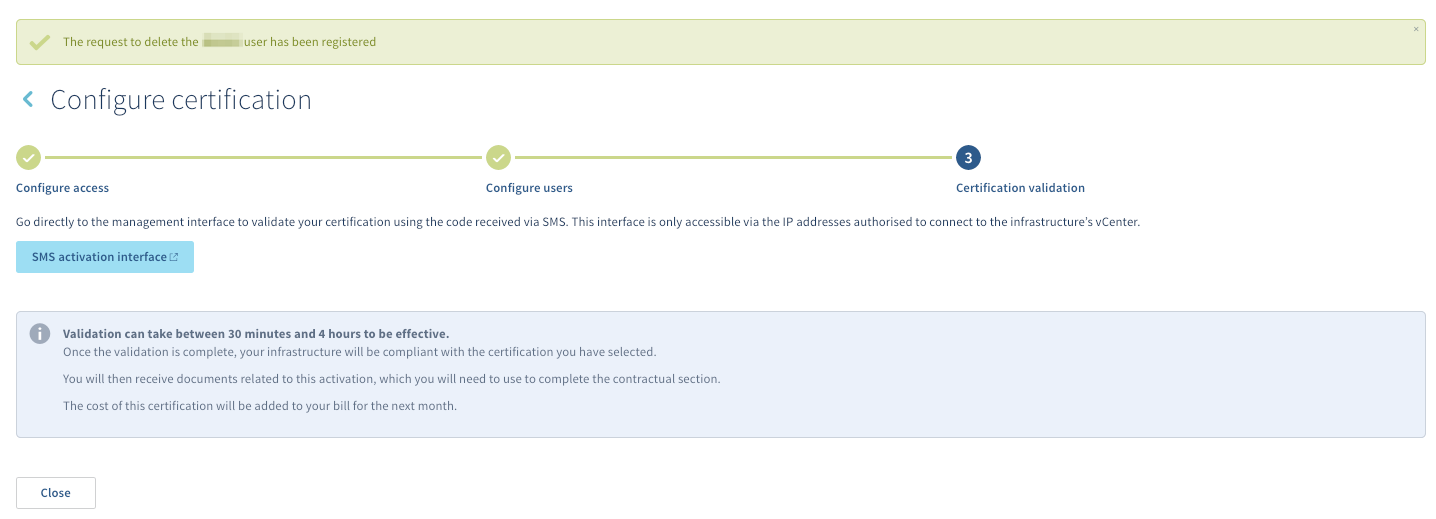 The request to delete the user has been registered
×
Configure certification
3
Configure access
Configure users
Certification validation
Go directly to the management interface to validate your certification using the code received via SMS. This interface is only accessible via the IP addresses authorised to connect to the infrastructure's vCenter.
SMS activation interface
Validation can take between 30 minutes and 4 hours to be effective.
Once the validation is complete, your infrastructure will be compliant with the certification you have selected.
You will then receive documents related to this activation, which you will need to use to complete the contractual section.
The cost of this certification will be added to your bill for the next month.
Close